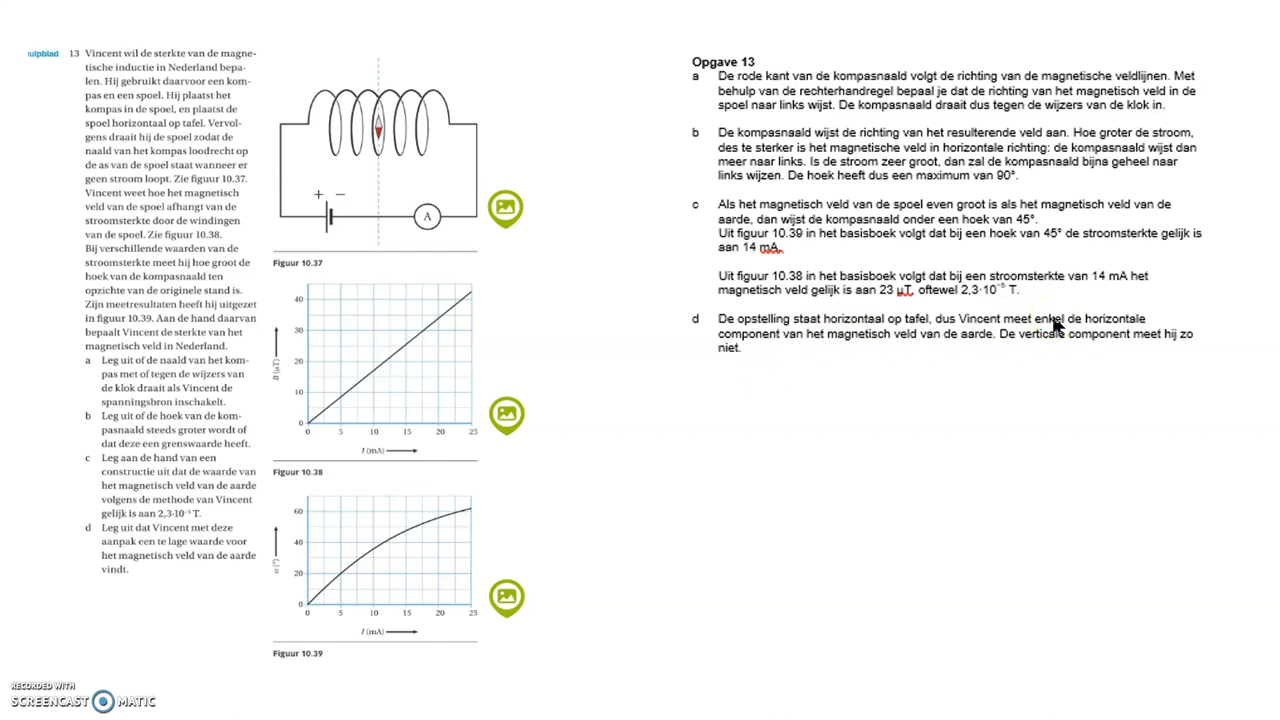 ulpblad 13 Vincent wil de sterkte van de magne-
tische inductie in Nederland bepa-
len. Hij gebruikt daarvoor een kom-
pas en een spoel. Hij plaatst het
kompas in de spoel, en plaatst de
spoel horizontaal op tafel. Vervol-
gens draait hij de spoel zodat de
naald van het kompas loodrecht op
de as van de spoel staat wanneer er
geen stroom loopt. Zie figuur 10.37.
Vincent weet hoe het magnetisch
veld van de spoel afhangt van de
stroomsterkte door de windingen
van de spoel. Zie figuur 10.38.
Bij verschillende waarden van de
stroomsterkte meet hij hoe groot de
hoek van de kompasnaald ten
opzichte van de originele stand is.
Zijn meetresultaten heeft hij uitgezet
in figuur 10.39. Aan de hand daarvan
bepaalt Vincent de sterkte van het
magnetisch veld in Nederland.
a Leg uit of de naald van het kom-
pas met of tegen de wijzers van
de klok draait als Vincent de
spanningsbron inschakelt.
b Leg uit of de hoek van de kom-
pasnaald steeds groter wordt of
dat deze een grenswaarde heeft.
c Leg aan de hand van een
constructie uit dat de waarde van
het magnetisch veld van de aarde
volgens de methode van Vincent
gelijk is aan 2,3·10⁻⁵ T.
d Leg uit dat Vincent met deze
aanpak een te lage waarde voor
het magnetisch veld van de aarde
vindt.
+ −
A
Figuur 10.37
40
30
20
10
0
B (µT)
0 5 10 15 20 25
I (mA)
Figuur 10.38
60
40
20
0
α (°)
0 5 10 15 20 25
I (mA)
Figuur 10.39
Opgave 13
a De rode kant van de kompasnaald volgt de richting van de magnetische veldlijnen. Met
behulp van de rechterhandregel bepaal je dat de richting van het magnetisch veld in de
spoel naar links wijst. De kompasnaald draait dus tegen de wijzers van de klok in.
b De kompasnaald wijst de richting van het resulterende veld aan. Hoe groter de stroom,
des te sterker is het magnetische veld in horizontale richting: de kompasnaald wijst dan
meer naar links. Is de stroom zeer groot, dan zal de kompasnaald bijna geheel naar
links wijzen. De hoek heeft dus een maximum van 90°.
c Als het magnetisch veld van de spoel even groot is als het magnetisch veld van de
aarde, dan wijst de kompasnaald onder een hoek van 45°.
Uit figuur 10.39 in het basisboek volgt dat bij een hoek van 45° de stroomsterkte gelijk is
aan 14 mA.
Uit figuur 10.38 in het basisboek volgt dat bij een stroomsterkte van 14 mA het
magnetisch veld gelijk is aan 23 µT, oftewel 2,3·10⁻⁵ T.
d De opstelling staat horizontaal op tafel, dus Vincent meet enkel de horizontale
component van het magnetisch veld van de aarde. De verticale component meet hij zo
niet.
RECORDED WITH
SCREENCAST MATIC